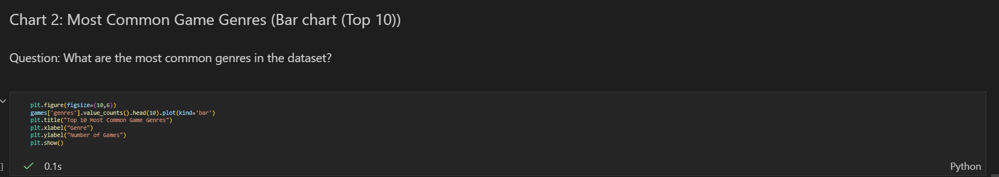 Chart 2: Most Common Game Genres (Bar chart (Top 10))
Question: What are the most common genres in the dataset?
plt.figure(figsize=(10,6))
games['genres'].value_counts().head(10).plot(kind='bar')
plt.title("Top 10 Most Common Game Genres")
plt.xlabel("Genre")
plt.ylabel("Number of Games")
plt.show()
] 0.1s Python